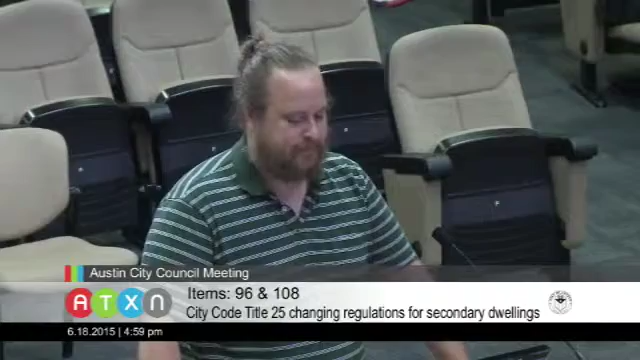 Austin City Council Meeting
ATXN
Items: 96 & 108
City Code Title 25 changing regulations for secondary dwellings
6.18.2015 | 4:59 pm